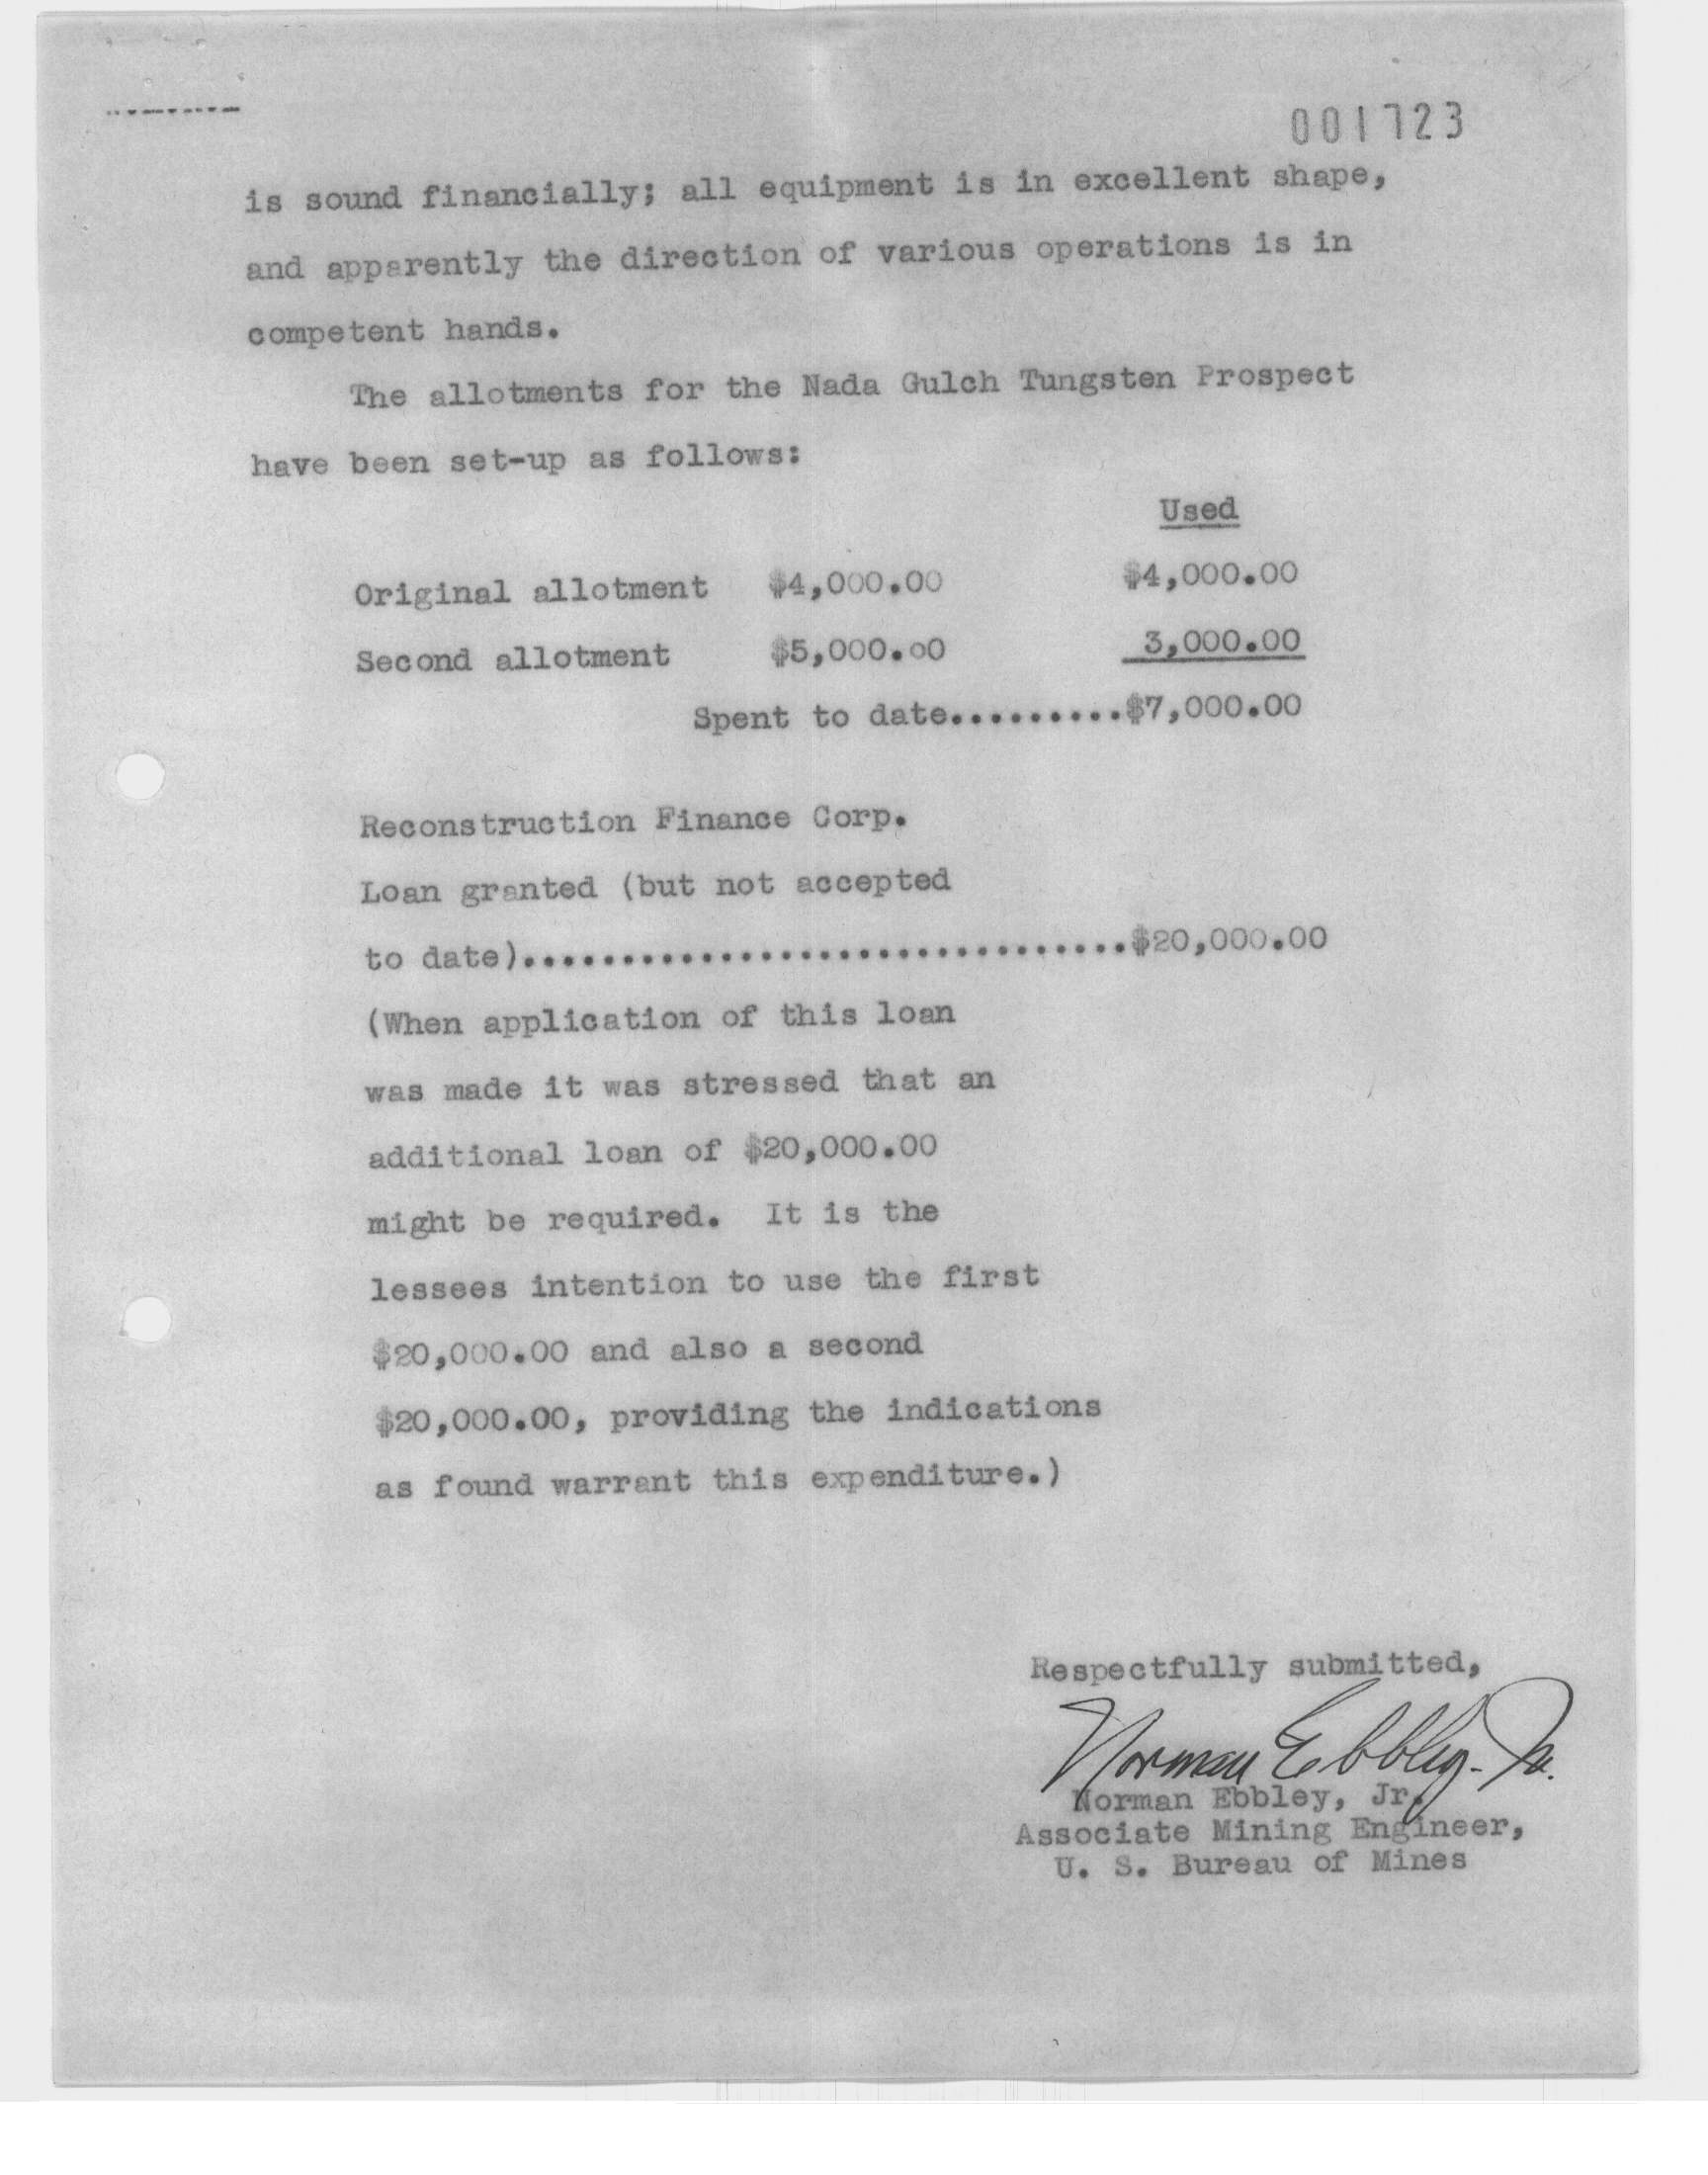 001723
is sound financially; all equipment is in excellent shape,
and apparently the direction of various operations is in
competent hands.
The allotments for the Nada Gulch Tungsten Prospect
have been set-up as follows:
Used
Original allotment $4,000.00 $4,000.00
Second allotment $5,000.00 3,000.00
Spent to date.........$7,000.00
Reconstruction Finance Corp.
Loan granted (but not accepted
to date)...............................$20,000.00
(When application of this loan
was made it was stressed that an
additional loan of $20,000.00
might be required. It is the
lessees intention to use the first
$20,000.00 and also a second
$20,000.00, providing the indications
as found warrant this expenditure.)
Respectfully submitted,
Norman Ebbley. Jr.
Norman Ebbley, Jr.
Associate Mining Engineer,
U. S. Bureau of Mines